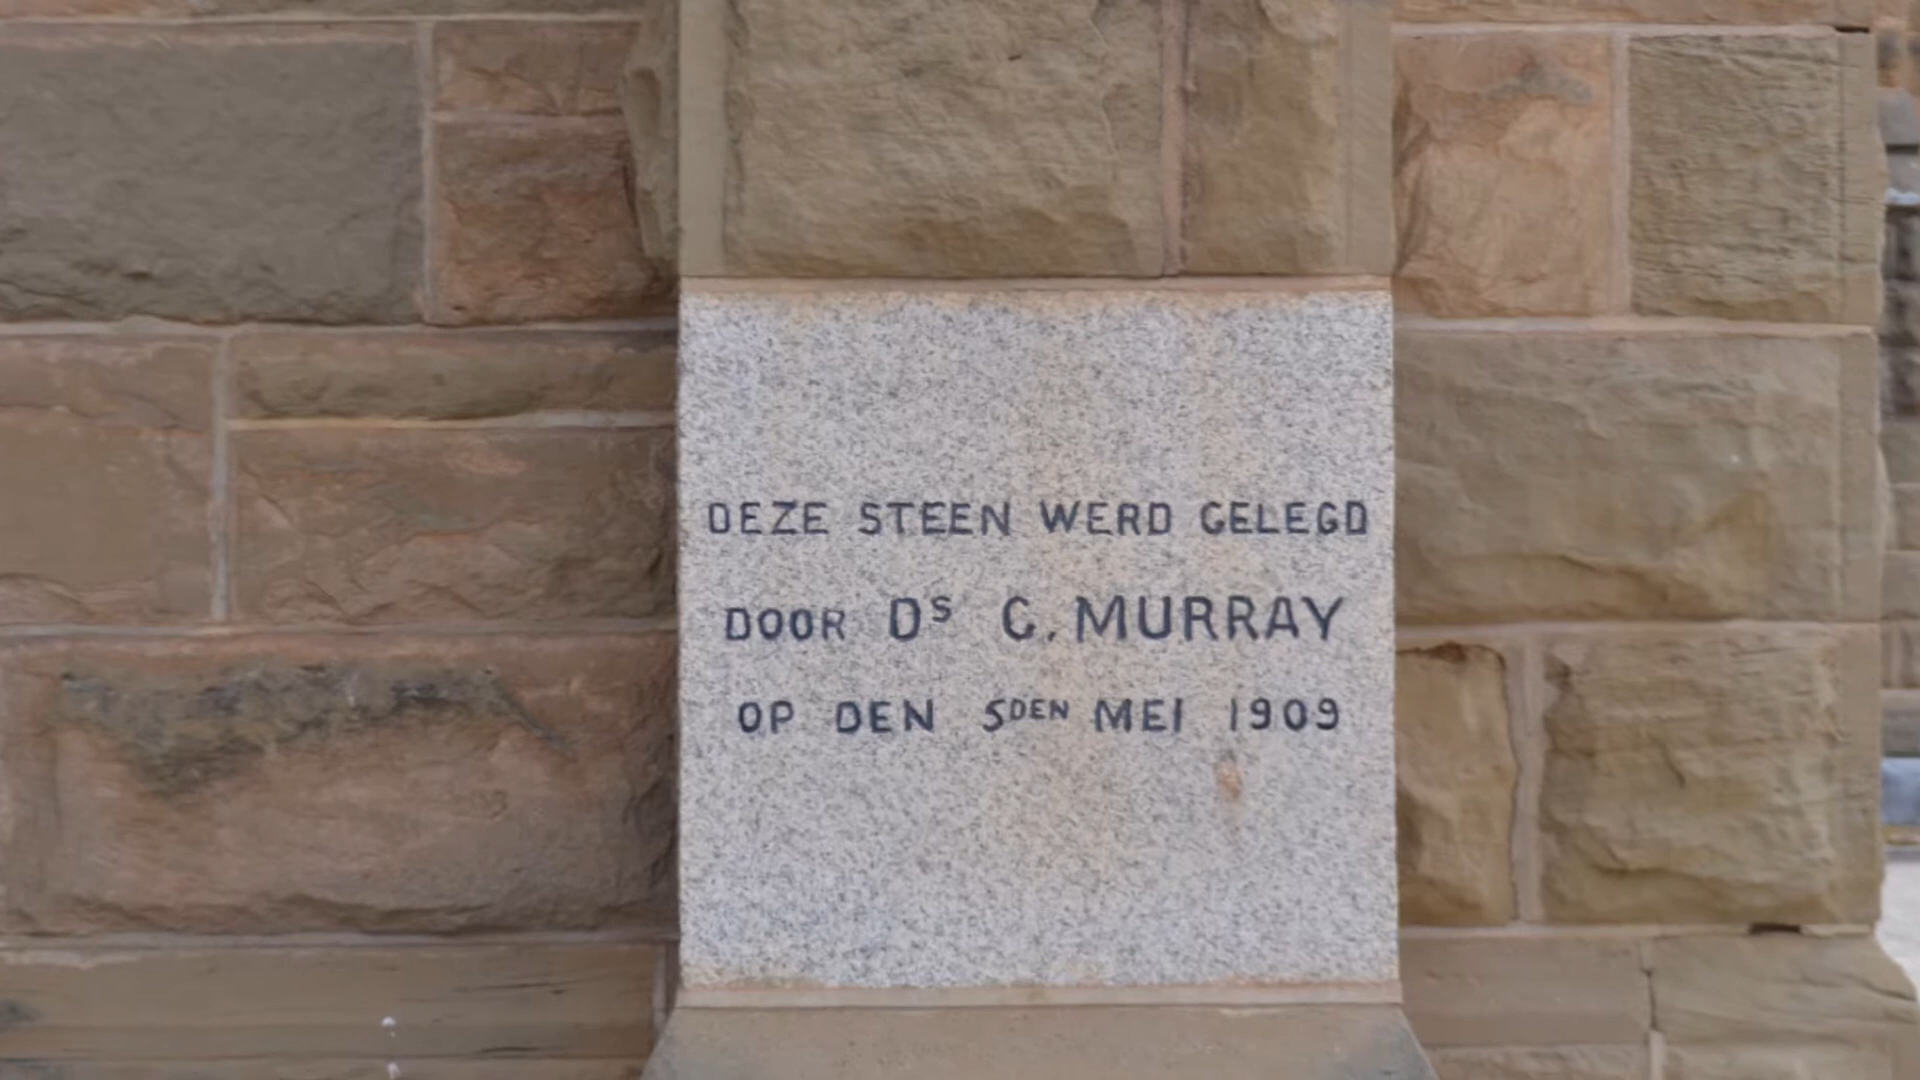 DEZE STEEN WERD GELEGD
DOOR DS C. MURRAY
OP DEN 5DEN MEI 1909